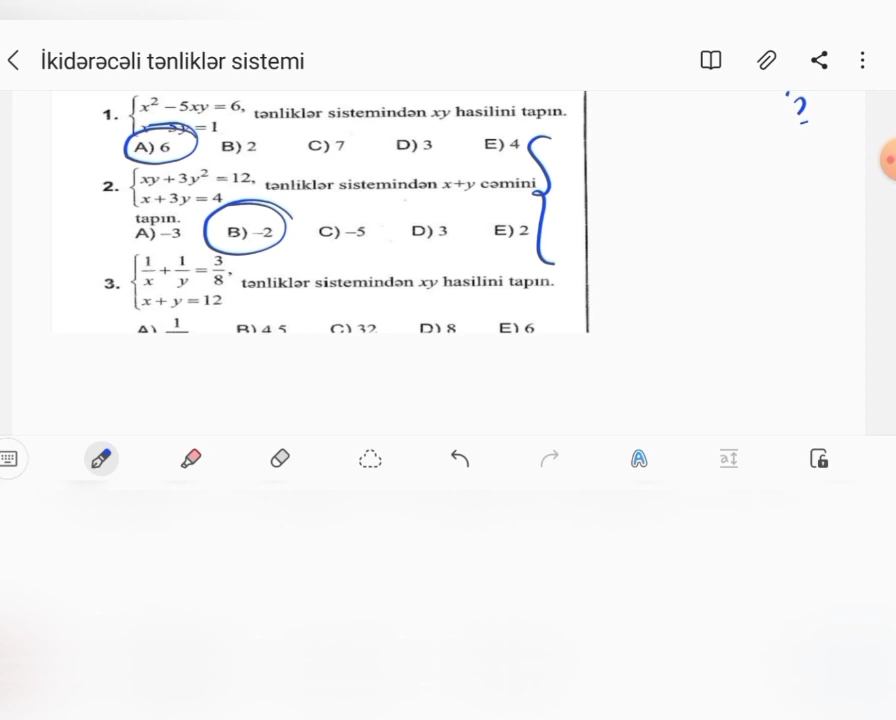 İkidərəcəli tənliklər sistemi
?
1. x² − 5xy = 6, tənliklər sistemindən xy hasilini tapın.
x − 5y = 1
A) 6 B) 2 C) 7 D) 3 E) 4
2. xy + 3y² = 12, tənliklər sistemindən x+y cəmini
x + 3y = 4
tapın.
A) −3 B) −2 C) −5 D) 3 E) 2
3. 1/x + 1/y = 3/8, tənliklər sistemindən xy hasilini tapın.
x + y = 12
A) 1 B) 4 5 C) 32 D) 8 E) 6